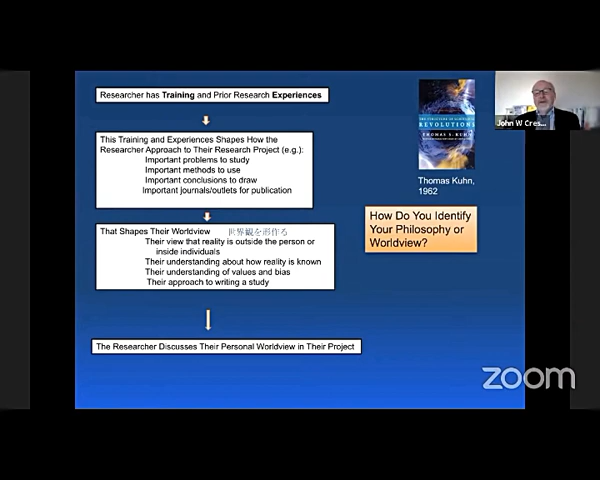 Researcher has Training and Prior Research Experiences
This Training and Experiences Shapes How the
Researcher Approach to Their Research Project (e.g.):
Important problems to study
Important methods to use
Important conclusions to draw
Important journals/outlets for publication
That Shapes Their Worldview 世界観を形作る
Their view that reality is outside the person or
inside individuals
Their understanding about how reality is known
Their understanding of values and bias
Their approach to writing a study
The Researcher Discusses Their Personal Worldview in Their Project
REVOLUTIONS
THOMAS S. KUHN
Thomas Kuhn,
1962
How Do You Identify
Your Philosophy or
Worldview?
John W Cres...
zoom